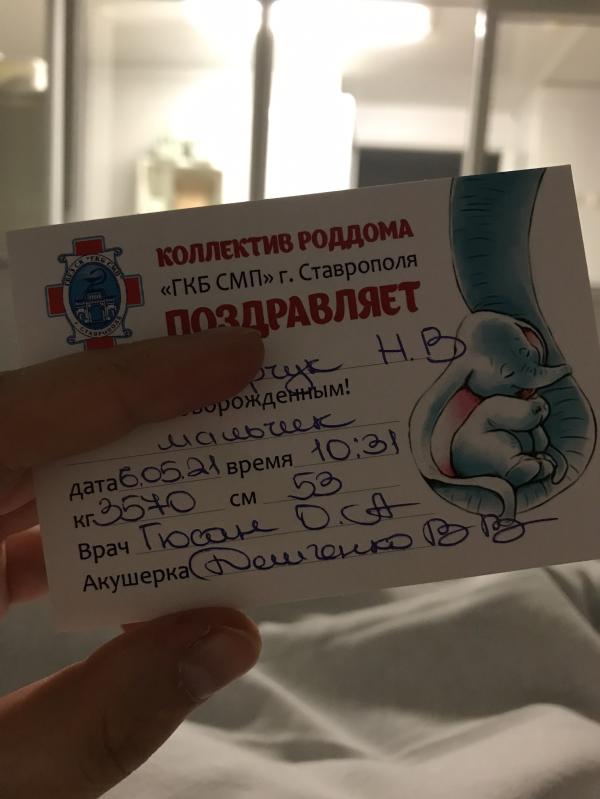 КОЛЛЕКТИВ РОДДОМА
«ГКБ СМП» г. Ставрополя
ПОЗДРАВЛЯЕТ
Н.В
мальчик
дата 6.05.21 время 10:31
кг 3570 см 53
Врач Гюсан О.А
Акушерка В В